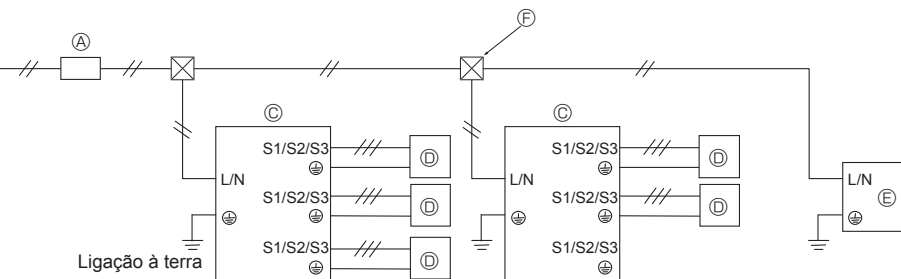 Ⓕ
Ⓐ
Ⓒ Ⓒ
S1/S2/S3 Ⓓ S1/S2/S3 Ⓓ
L/N L/N L/N Ⓔ
S1/S2/S3 Ⓓ S1/S2/S3 Ⓓ
S1/S2/S3 Ⓓ S1/S2/S3
Ligação à terra